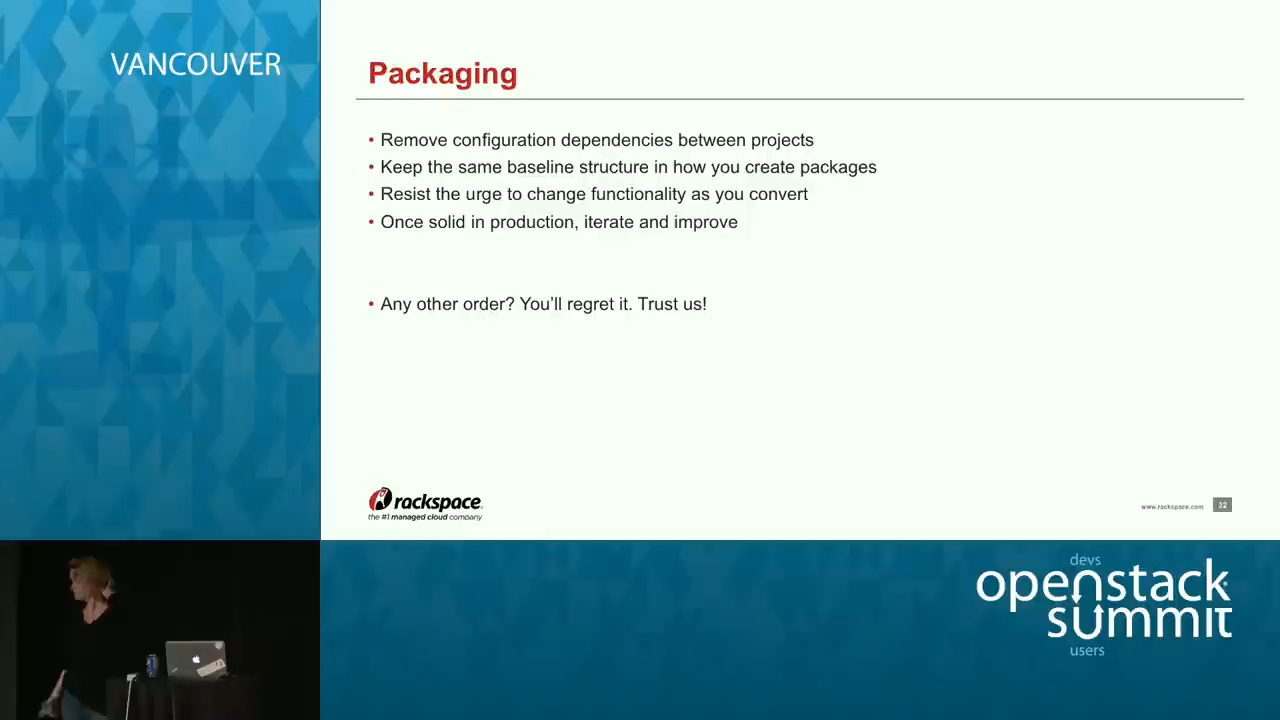 VANCOUVER
Packaging
• Remove configuration dependencies between projects
• Keep the same baseline structure in how you create packages
• Resist the urge to change functionality as you convert
• Once solid in production, iterate and improve
• Any other order? You’ll regret it. Trust us!
rackspace
the #1 managed cloud company
www.rackspace.com 32
devs
openstack
summit
users